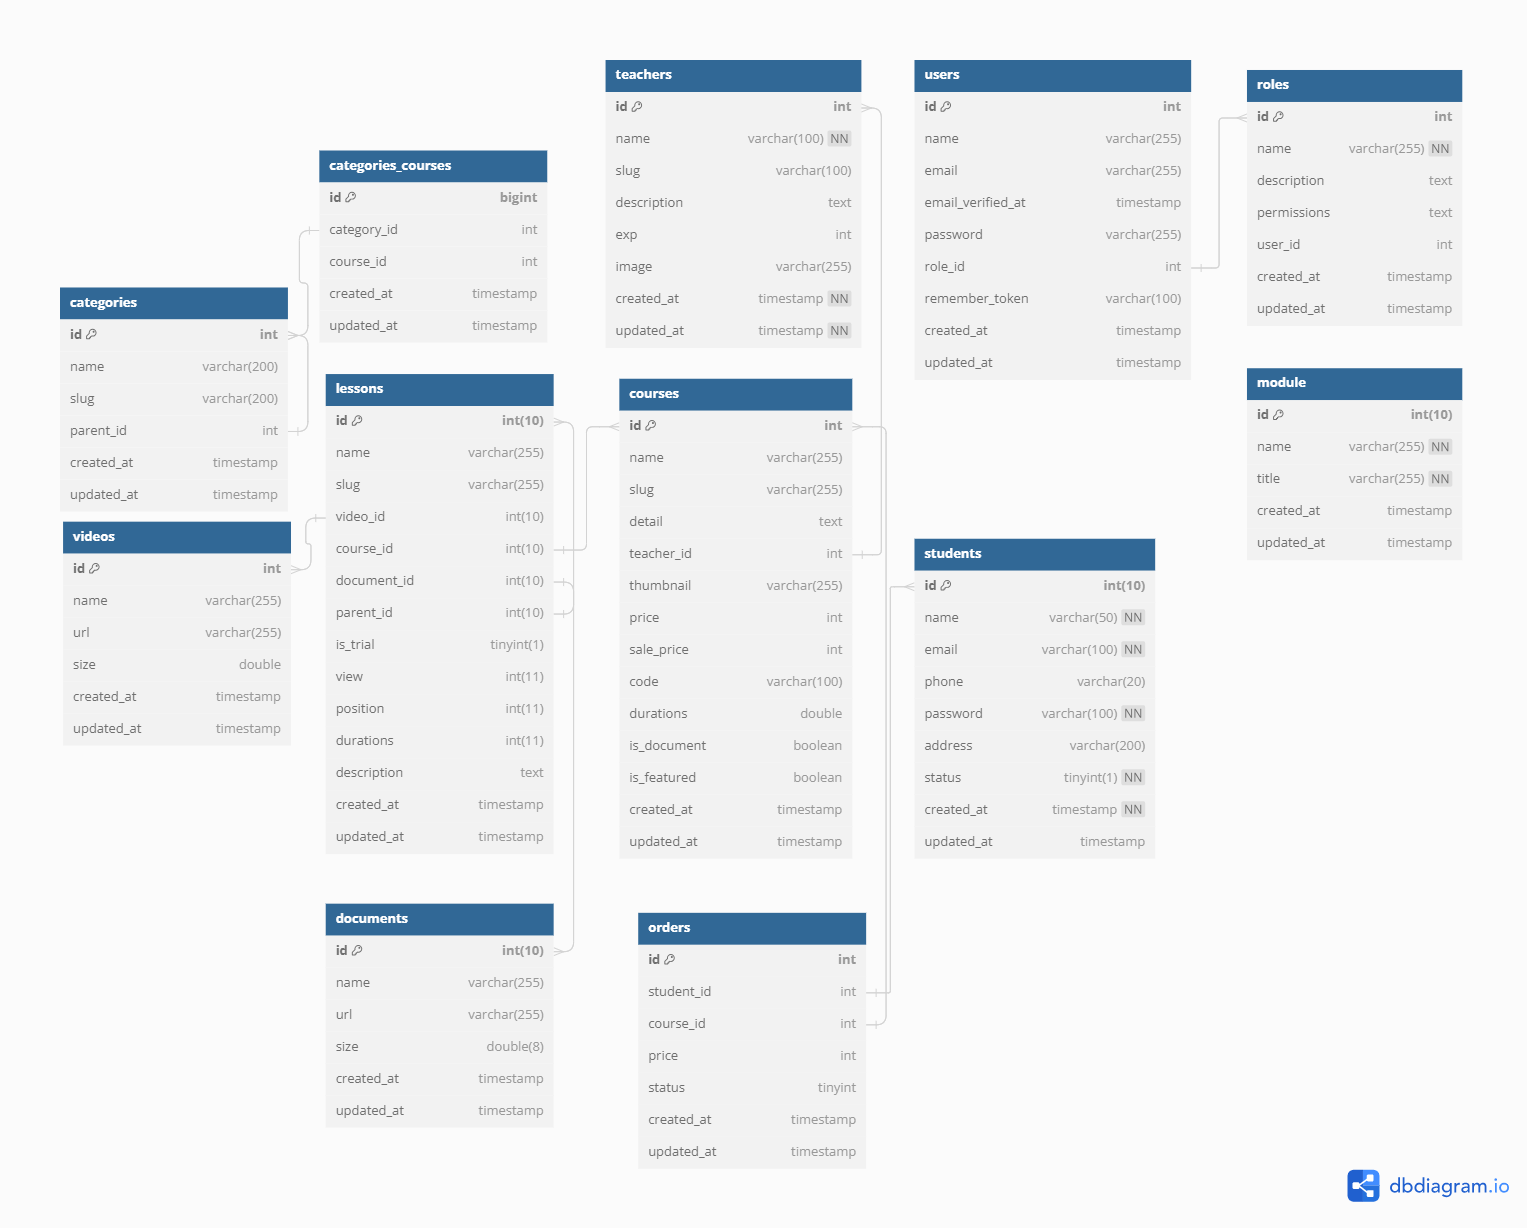 teachers
id int
name varchar(100) NN
slug varchar(100)
description text
exp int
image varchar(255)
created_at timestamp NN
updated_at timestamp NN
users
id int
name varchar(255)
email varchar(255)
email_verified_at timestamp
password varchar(255)
role_id int
remember_token varchar(100)
created_at timestamp
updated_at timestamp
roles
id int
name varchar(255) NN
description text
permissions text
user_id int
created_at timestamp
updated_at timestamp
categories_courses
id bigint
category_id int
course_id int
created_at timestamp
updated_at timestamp
categories
id int
name varchar(200)
slug varchar(200)
parent_id int
created_at timestamp
updated_at timestamp
lessons
id int(10)
name varchar(255)
slug varchar(255)
video_id int(10)
course_id int(10)
document_id int(10)
parent_id int(10)
is_trial tinyint(1)
view int(11)
position int(11)
durations int(11)
description text
created_at timestamp
updated_at timestamp
courses
id int
name varchar(255)
slug varchar(255)
detail text
teacher_id int
thumbnail varchar(255)
price int
sale_price int
code varchar(100)
durations double
is_document boolean
is_featured boolean
created_at timestamp
updated_at timestamp
module
id int(10)
name varchar(255) NN
title varchar(255) NN
created_at timestamp
updated_at timestamp
videos
id int
name varchar(255)
url varchar(255)
size double
created_at timestamp
updated_at timestamp
students
id int(10)
name varchar(50) NN
email varchar(100) NN
phone varchar(20)
password varchar(100) NN
address varchar(200)
status tinyint(1) NN
created_at timestamp NN
updated_at timestamp
documents
id int(10)
name varchar(255)
url varchar(255)
size double(8)
created_at timestamp
updated_at timestamp
orders
id int
student_id int
course_id int
price int
status tinyint
created_at timestamp
updated_at timestamp
dbdiagram.io